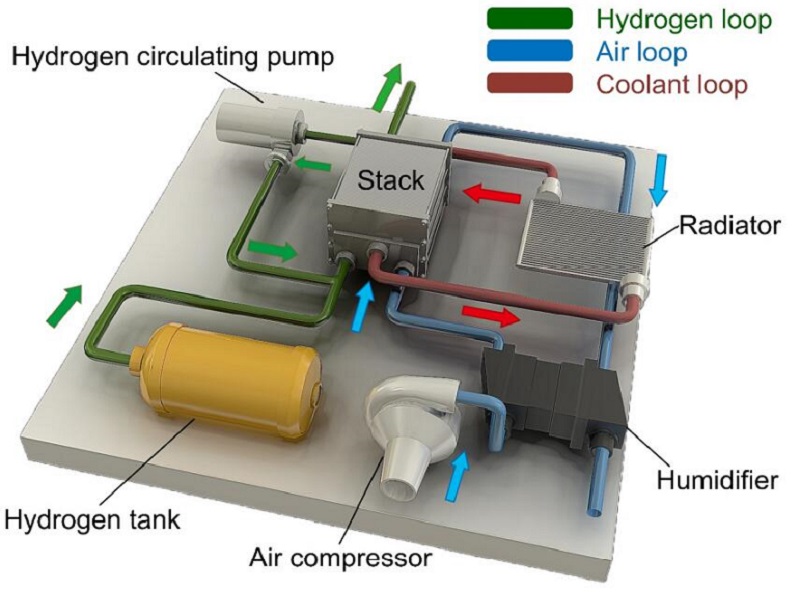 Hydrogen loop
Air loop
Coolant loop
Hydrogen circulating pump
Stack
Radiator
Humidifier
Hydrogen tank
Air compressor